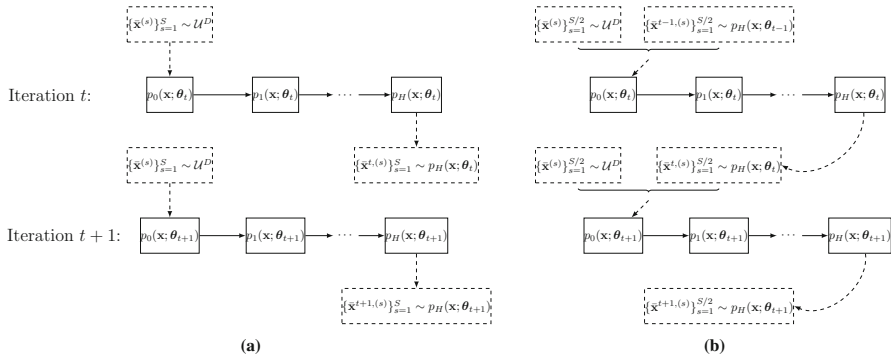 {x̄^(s)}_{s=1}^S ∼ 𝒰^D
Iteration t:
p_0(x; θ_t)
p_1(x; θ_t)
···
p_H(x; θ_t)
{x̄^{t,(s)}}_{s=1}^S ∼ p_H(x; θ_t)
{x̄^(s)}_{s=1}^S ∼ 𝒰^D
Iteration t + 1:
p_0(x; θ_{t+1})
p_1(x; θ_{t+1})
···
p_H(x; θ_{t+1})
{x̄^{t+1,(s)}}_{s=1}^S ∼ p_H(x; θ_{t+1})
(a)
{x̄^(s)}_{s=1}^{S/2} ∼ 𝒰^D
{x̄^{t−1,(s)}}_{s=1}^{S/2} ∼ p_H(x; θ_{t−1})
p_0(x; θ_t)
p_1(x; θ_t)
···
p_H(x; θ_t)
{x̄^(s)}_{s=1}^{S/2} ∼ 𝒰^D
{x̄^{t,(s)}}_{s=1}^{S/2} ∼ p_H(x; θ_t)
p_0(x; θ_{t+1})
p_1(x; θ_{t+1})
···
p_H(x; θ_{t+1})
{x̄^{t+1,(s)}}_{s=1}^{S/2} ∼ p_H(x; θ_{t+1})
(b)